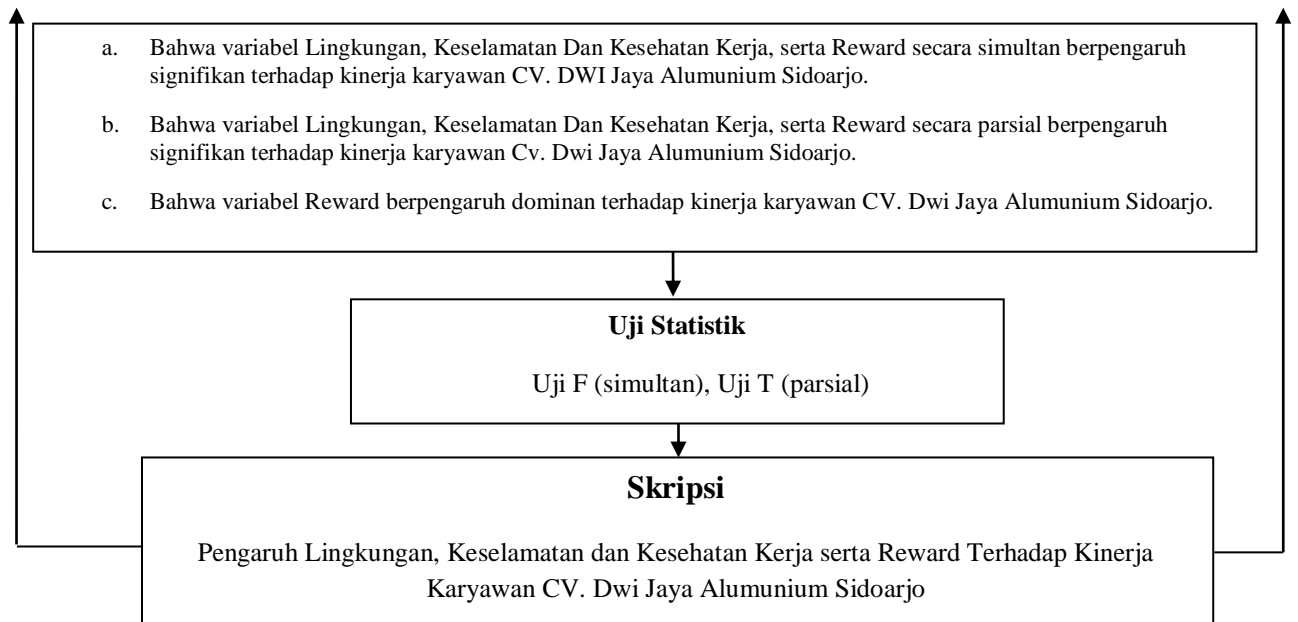 a. Bahwa variabel Lingkungan, Keselamatan Dan Kesehatan Kerja, serta Reward secara simultan berpengaruh
signifikan terhadap kinerja karyawan CV. DWI Jaya Alumunium Sidoarjo.
b. Bahwa variabel Lingkungan, Keselamatan Dan Kesehatan Kerja, serta Reward secara parsial berpengaruh
signifikan terhadap kinerja karyawan Cv. Dwi Jaya Alumunium Sidoarjo.
c. Bahwa variabel Reward berpengaruh dominan terhadap kinerja karyawan CV. Dwi Jaya Alumunium Sidoarjo.
Uji Statistik
Uji F (simultan), Uji T (parsial)
Skripsi
Pengaruh Lingkungan, Keselamatan dan Kesehatan Kerja serta Reward Terhadap Kinerja
Karyawan CV. Dwi Jaya Alumunium Sidoarjo